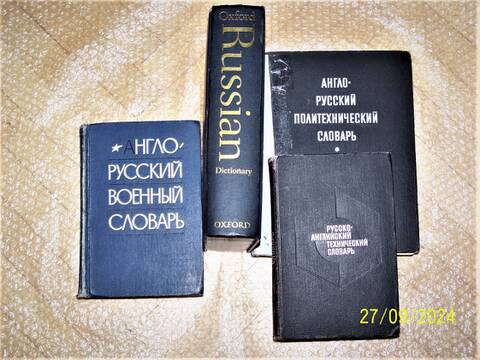 *АНГЛО-
РУССКИЙ
ВОЕННЫЙ
СЛОВАРЬ
Oxford
Russian
Dictionary
OXFORD
АНГЛО-
РУССКИЙ
ПОЛИТЕХНИЧЕСКИЙ
СЛОВАРЬ
РУССКО-
АНГЛИЙСКИЙ
ТЕХНИЧЕСКИЙ
СЛОВАРЬ
27/09/2024